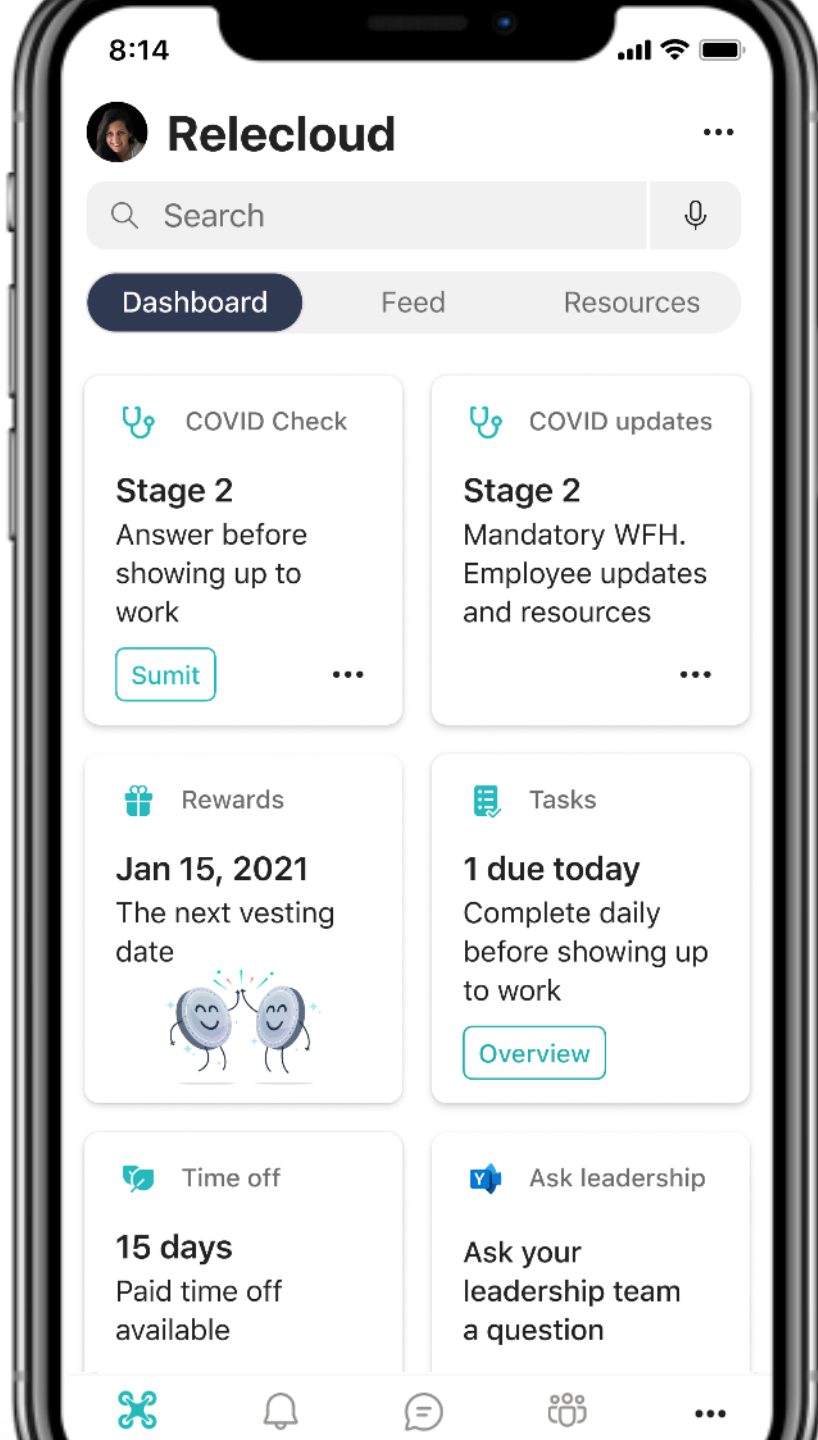 8:14
Relecloud
Search
Dashboard
Feed
Resources
COVID Check
Stage 2
Answer before
showing up to
work
Sumit
COVID updates
Stage 2
Mandatory WFH.
Employee updates
and resources
Rewards
Jan 15, 2021
The next vesting
date
Tasks
1 due today
Complete daily
before showing up
to work
Overview
Time off
15 days
Paid time off
available
Y
Ask leadership
Ask your
leadership team
a question